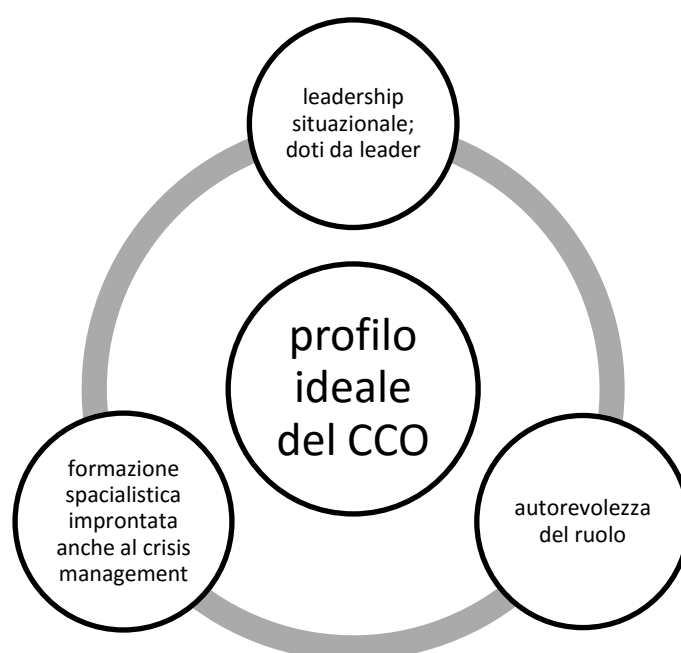 leadership
situazionale;
doti da leader
profilo
ideale
del CCO
formazione
spacialistica
improntata
anche al crisis
management
autorevolezza
del ruolo